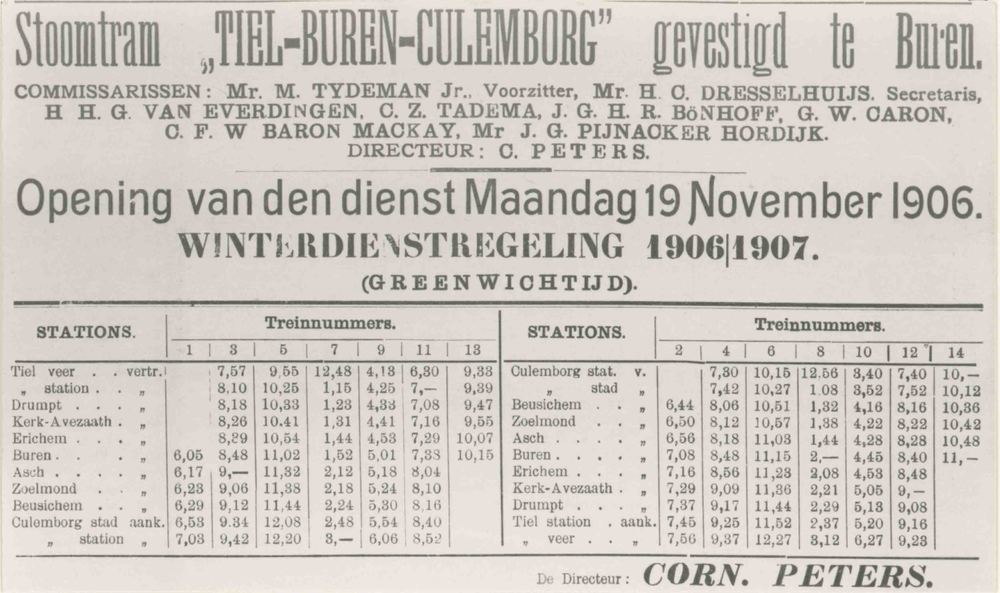 Stoomtram „TIEL-BUREN-CULEMBORG” gevestigd te Buren.
COMMISSARISSEN: Mr. M. TYDEMAN Jr., Voorzitter, Mr. H. C. DRESSELHUIJS. Secretaris,
H H. G. VAN EVERDINGEN, C. Z. TADEMA, J. G. H. R. BöNHOFF, G. W. CARON,
C. F. W BARON MACKAY, Mr J. G. PIJNACKER HORDIJK.
DIRECTEUR: C. PETERS.
Opening van den dienst Maandag 19 November 1906.
WINTERDIENSTREGELING 1906|1907.
(GREENWICHTIJD).
STATIONS. Treinnummers.
1 | 3 | 5 | 7 | 9 | 11 | 13
Tiel veer . . vertr. 7,57 9,55 12,48 4,13 6,30 9,33
„ station . . „ 8,10 10,25 1,15 4,25 7,— 9,39
Drumpt . . . „ 8,18 10,33 1,23 4,33 7,08 9,47
Kerk-Avezaath . „ 8,26 10.41 1,31 4,41 7,16 9,55
Erichem . . . „ 8,39 10,54 1,44 4,53 7,29 10,07
Buren . . . „ 6,05 8,48 11,02 1,52 5,01 7,38 10,15
Asch . . . . „ 6,17 9,— 11,32 2,12 5,18 8,04
Zoelmond . . „ 6,23 9,06 11,38 2,18 5,24 8,10
Beusichem . . „ 6,29 9,12 11,44 2,24 5,30 8,16
Culemborg stad aank. 6,53 9.34 12,08 2,48 5,54 8,40
„ station „ 7,03 9,42 12,20 3,— 6,06 8,52
STATIONS. Treinnummers.
2 | 4 | 6 | 8 | 10 | 12 | 14
Culemborg stat. v. 7,30 10,15 12.56 3,40 7,40 10,—
„ stad „ 7,42 10,27 1.08 3,52 7,52 10,12
Beusichem . . „ 6,44 8,06 10,51 1,32 4,16 8,16 10,36
Zoelmond . . „ 6,50 8,12 10,57 1,38 4,22 8,22 10,42
Asch . . . „ 6,56 8,18 11,03 1,44 4,28 8,28 10,48
Buren . . . . „ 7,08 8,48 11,15 2,— 4,45 8,40 11,—
Erichem . . . „ 7,16 8,56 11,23 2,08 4,53 8,48
Kerk-Avezaath . „ 7,29 9,09 11,36 2,21 5,05 9,—
Drumpt . . . „ 7,37 9,17 11,44 2,29 5,13 9,08
Tiel station . aank. 7,45 9,25 11,52 2,37 5,20 9,16
„ veer . . „ 7,56 9,37 12,27 3,12 6,27 9,23
De Directeur: CORN. PETERS.